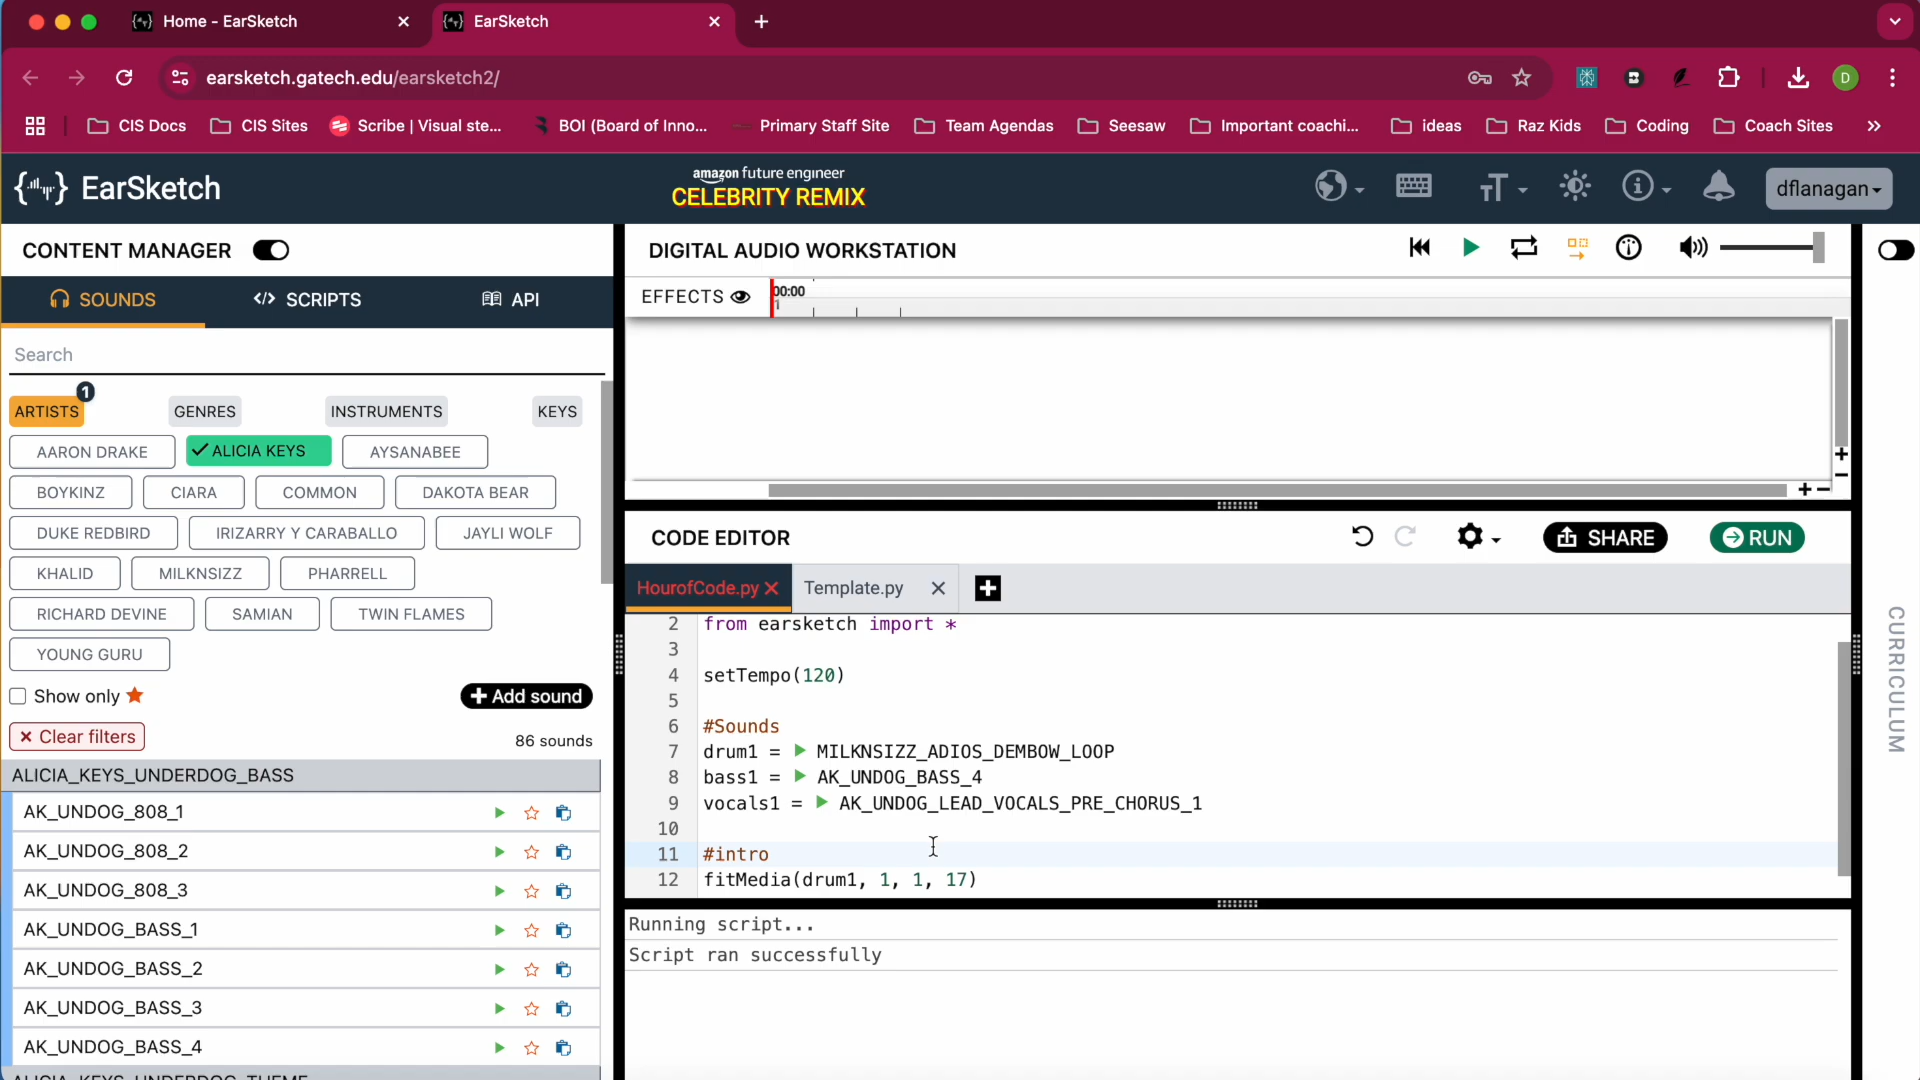 Home - EarSketch
EarSketch
earsketch.gatech.edu/earsketch2/
CIS Docs
CIS Sites
Scribe | Visual ste...
BOI (Board of Inno...
Primary Staff Site
Team Agendas
Seesaw
Important coachi...
ideas
Raz Kids
Coding
Coach Sites
»
D
EarSketch
amazon future engineer
CELEBRITY REMIX
dflanagan
CONTENT MANAGER
SOUNDS
SCRIPTS
API
Search
ARTISTS
1
GENRES
INSTRUMENTS
KEYS
AARON DRAKE
ALICIA KEYS
AYSANABEE
BOYKINZ
CIARA
COMMON
DAKOTA BEAR
DUKE REDBIRD
IRIZARRY Y CARABALLO
JAYLI WOLF
KHALID
MILKNSIZZ
PHARRELL
RICHARD DEVINE
SAMIAN
TWIN FLAMES
YOUNG GURU
Show only
Add sound
Clear filters
86 sounds
ALICIA_KEYS_UNDERDOG_BASS
AK_UNDOG_808_1
AK_UNDOG_808_2
AK_UNDOG_808_3
AK_UNDOG_BASS_1
AK_UNDOG_BASS_2
AK_UNDOG_BASS_3
AK_UNDOG_BASS_4
ALICIA_KEYS_UNDERDOG_THEME
DIGITAL AUDIO WORKSTATION
EFFECTS
00:00
1
CODE EDITOR
SHARE
RUN
HourofCode.py
Template.py
2 from earsketch import *
3
4 setTempo(120)
5
6 #Sounds
7 drum1 = MILKNSIZZ_ADIOS_DEMBOW_LOOP
8 bass1 = AK_UNDOG_BASS_4
9 vocals1 = AK_UNDOG_LEAD_VOCALS_PRE_CHORUS_1
10
11 #intro
12 fitMedia(drum1, 1, 1, 17)
Running script...
Script ran successfully
CURRICULUM